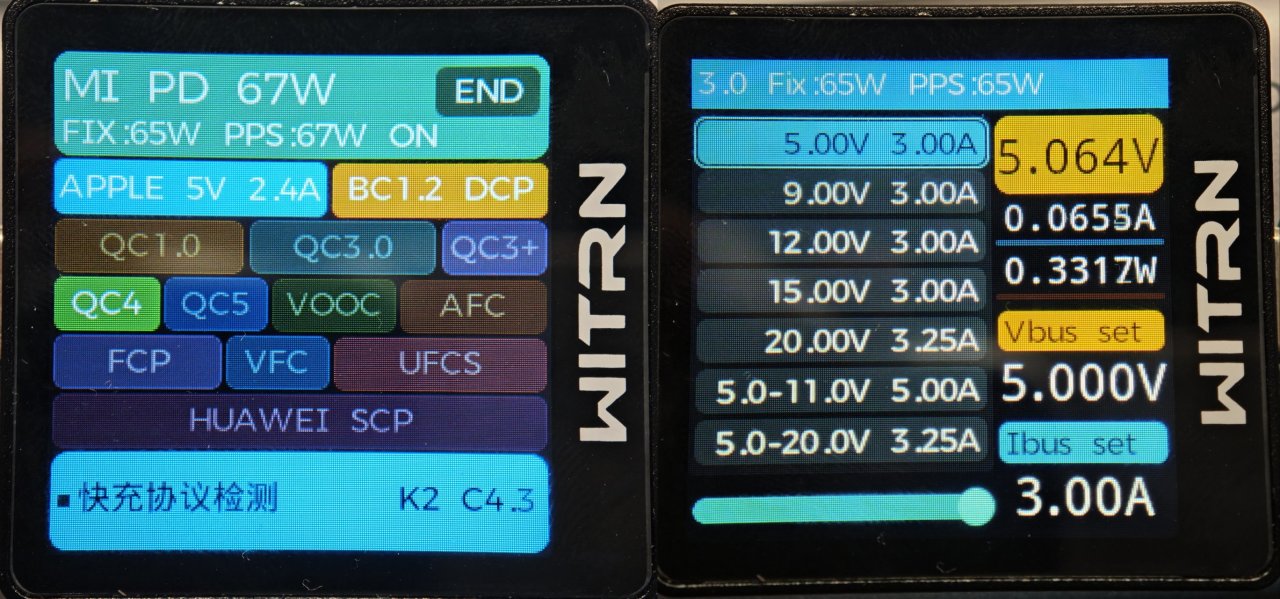 MI PD 67W END
FIX:65W PPS:67W ON
APPLE 5V 2.4A BC1.2 DCP
QC1.0 QC3.0 QC3+
QC4 QC5 VOOC AFC
FCP VFC UFCS
HUAWEI SCP
快充协议检测 K2 C4.3
WITRN
3.0 Fix:65W PPS:65W
5.00V 3.00A
9.00V 3.00A
12.00V 3.00A
15.00V 3.00A
20.00V 3.25A
5.0-11.0V 5.00A
5.0-20.0V 3.25A
5.064V
0.0655A
0.3317W
Vbus set
5.000V
Ibus set
3.00A
WITRN